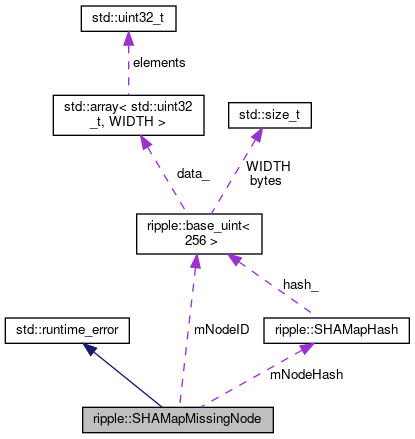 std::uint32_t
elements
std::array< std::uint32
_t, WIDTH >
std::size_t
data_
WIDTH
bytes
ripple::base_uint<
256 >
hash_
std::runtime_error
mNodeID
ripple::SHAMapHash
mNodeHash
ripple::SHAMapMissingNode